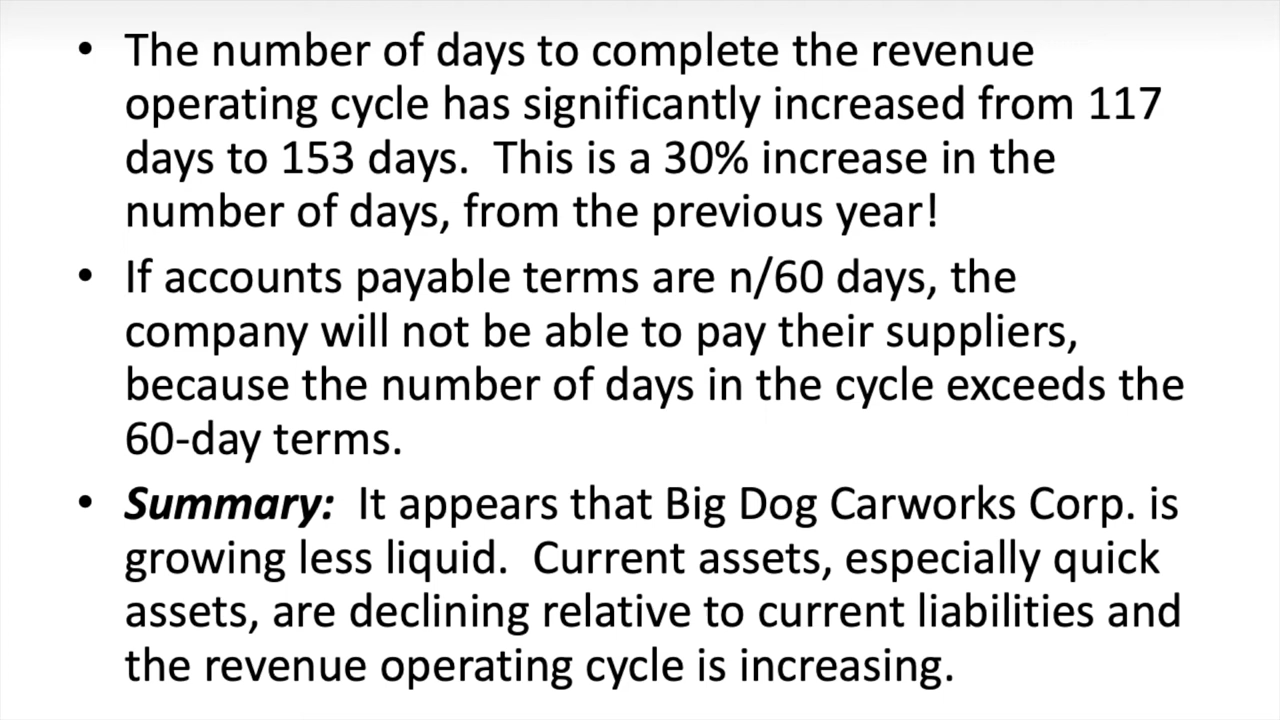 • The number of days to complete the revenue
operating cycle has significantly increased from 117
days to 153 days.  This is a 30% increase in the
number of days, from the previous year!
• If accounts payable terms are n/60 days, the
company will not be able to pay their suppliers,
because the number of days in the cycle exceeds the
60-day terms.
• Summary:  It appears that Big Dog Carworks Corp. is
growing less liquid.  Current assets, especially quick
assets, are declining relative to current liabilities and
the revenue operating cycle is increasing.